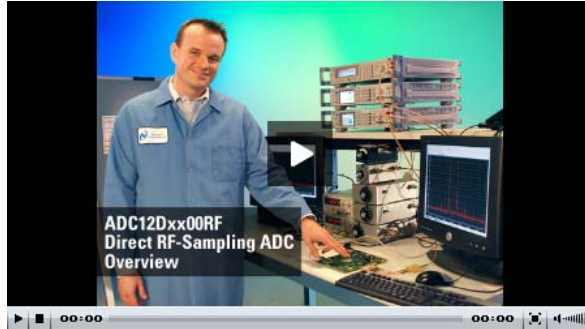 ADC12Dxx00RF
Direct RF-Sampling ADC
Overview
00:00
00:00